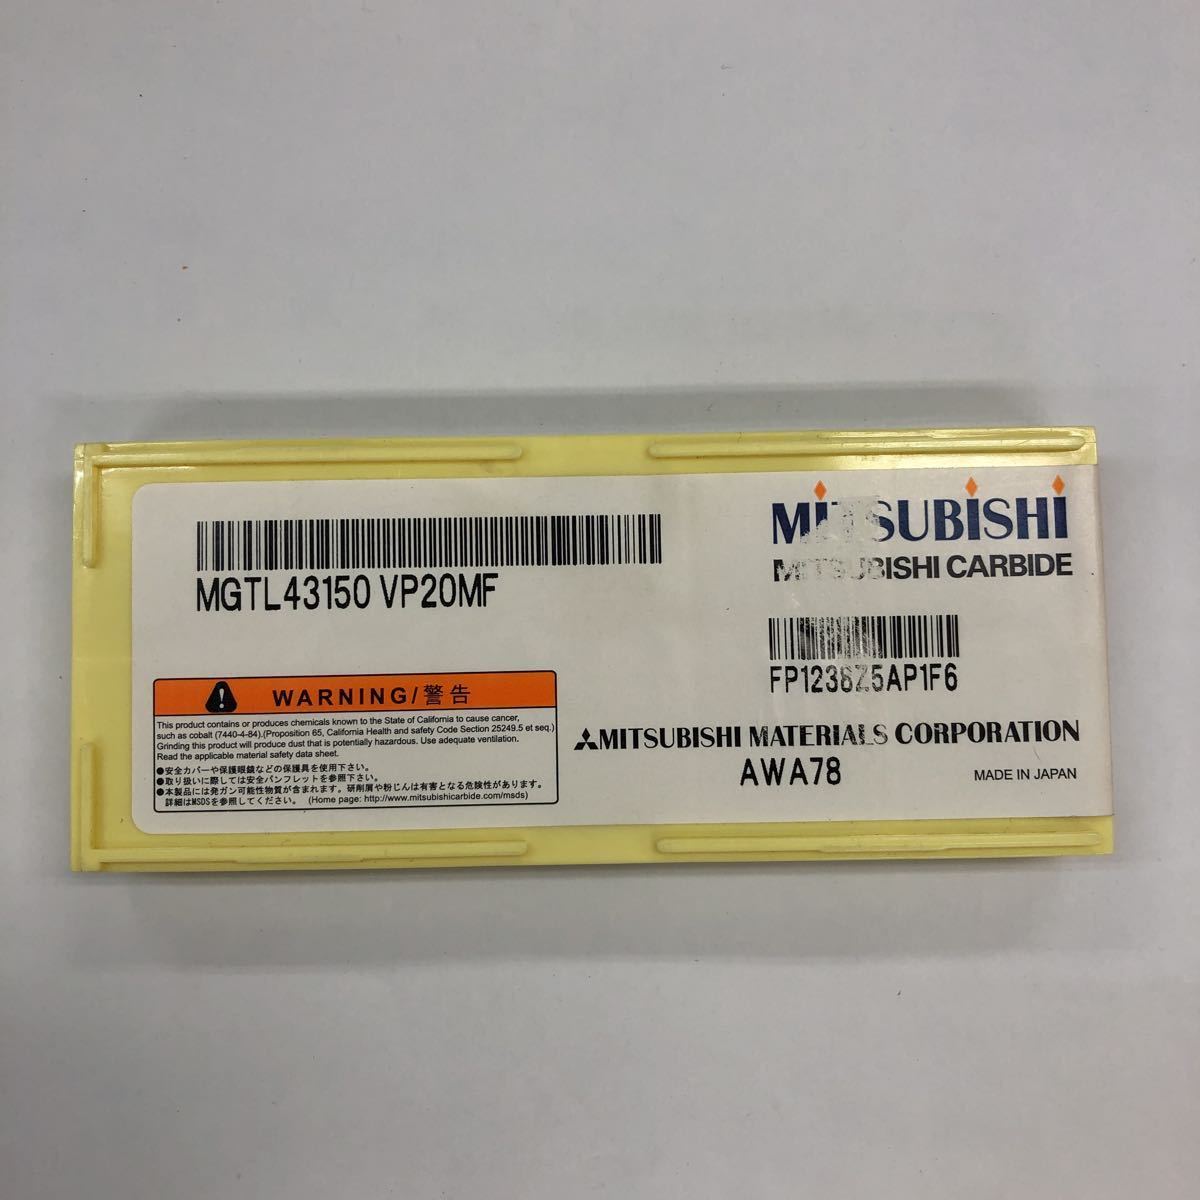 MITSUBISHI
MITSUBISHI CARBIDE
MGTL43150 VP20MF
FP1238Z5AP1F6
WARNING/警告
This product contains or produces chemicals known to the State of California to cause cancer,
such as cobalt (7440-4-84).(Proposition 65, California Health and safety Code Section 25249.5 et seq.)
Grinding this product will produce dust that is potentially hazardous. Use adequate ventilation.
Read the applicable material safety data sheet.
●安全カバーや保護眼鏡などの保護具を使用下さい。
●取り扱いに際しては安全パンフレットを参照下さい。
●本製品には発ガン可能性物質が含まれます。研削屑や粉じんは有害となる危険性があります。
詳細はMSDSを参照してください。 (Home page: http://www.mitsubishicarbide.com/msds)
MITSUBISHI MATERIALS CORPORATION
AWA78
MADE IN JAPAN